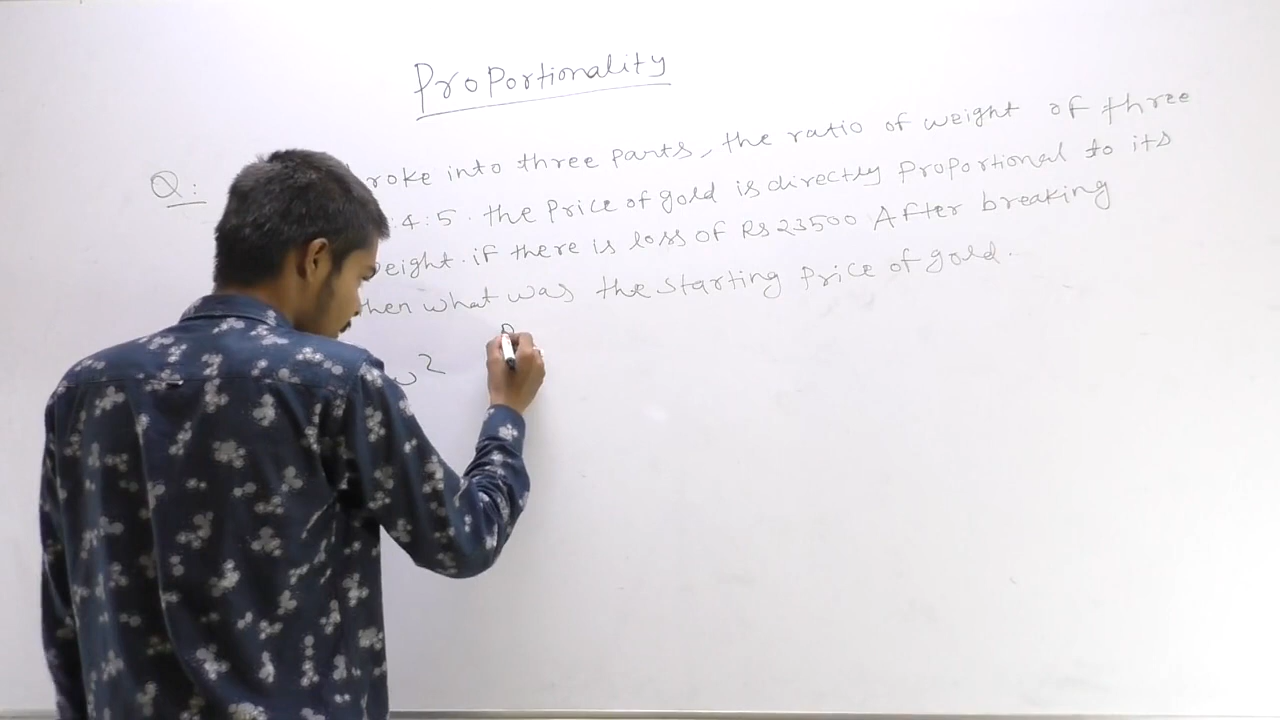 Proportionality
Q: roke into three parts, the ratio of weight of three
:4:5. the price of gold is directly proportional to its
eight. if there is loss of Rs 23500 After breaking
hen what was the starting price of gold.
w²